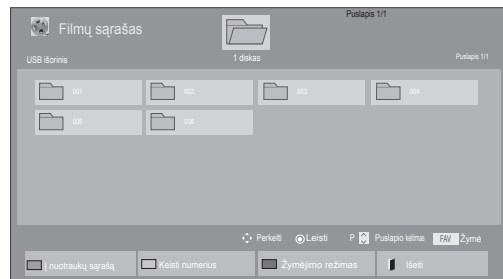 Puslapis 1/1
Filmų sąrašas
USB išorinis
1 diskas
Puslapis 1/1
001 002 003 004
005 006
Perkelti Leisti P Puslapio keitimas FAV Žymė
Į nuotraukų sąrašą Keisti numerius Žymėjimo režimas Išeiti